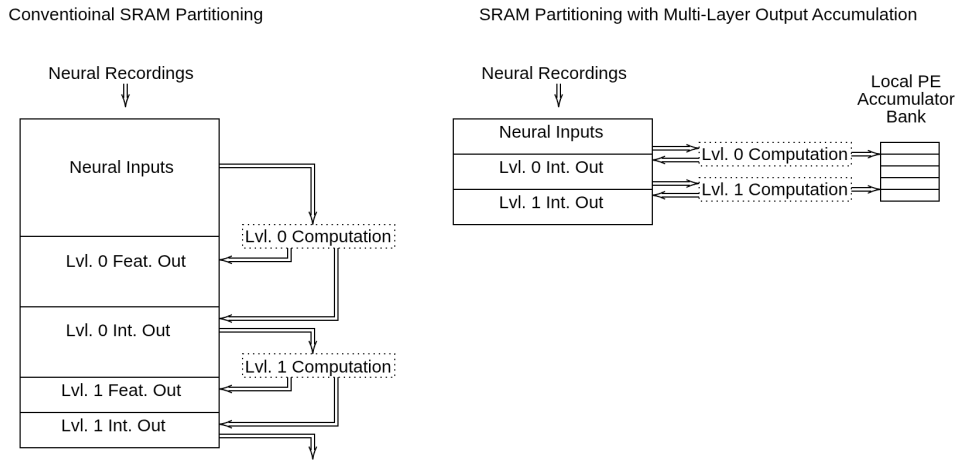 Conventioinal SRAM Partitioning
Neural Recordings
Neural Inputs
Lvl. 0 Computation
Lvl. 0 Feat. Out
Lvl. 0 Int. Out
Lvl. 1 Computation
Lvl. 1 Feat. Out
Lvl. 1 Int. Out
SRAM Partitioning with Multi-Layer Output Accumulation
Neural Recordings
Local PE
Accumulator
Bank
Neural Inputs
Lvl. 0 Computation
Lvl. 0 Int. Out
Lvl. 1 Computation
Lvl. 1 Int. Out